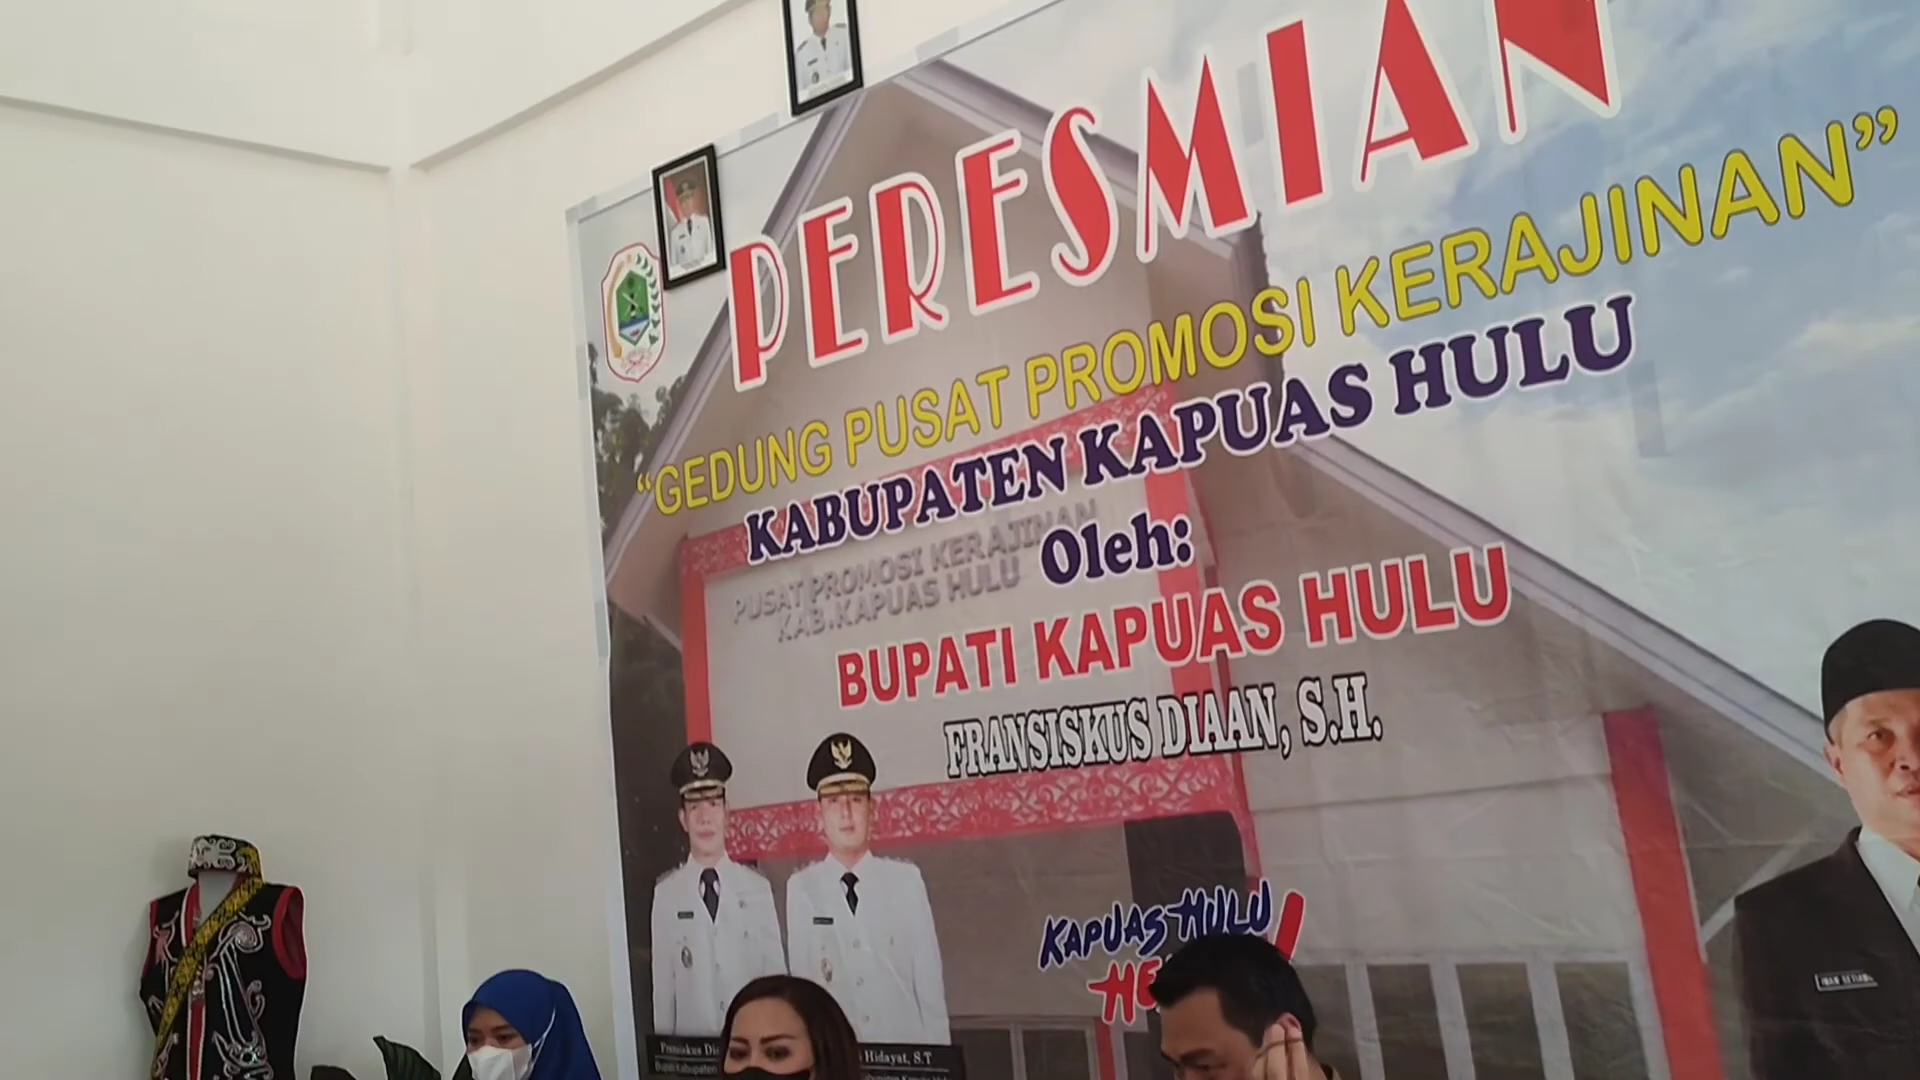 PERESMIAN
“GEDUNG PUSAT PROMOSI KERAJINAN”
KABUPATEN KAPUAS HULU
PUSAT PROMOSI KERAJINAN
KAB.KAPUAS HULU
Oleh:
BUPATI KAPUAS HULU
FRANSISKUS DIAAN, S.H.
KAPUAS HULU
Hidayat, S.T